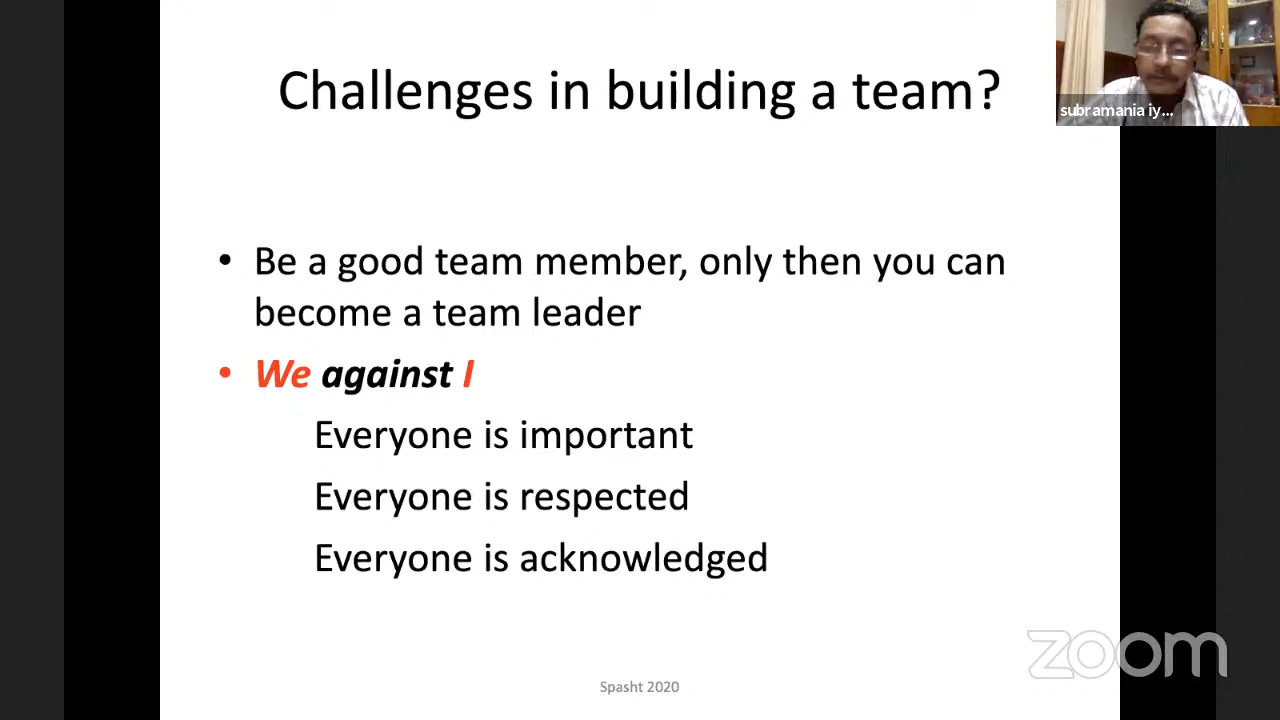 Challenges in building a team?
subramania iy...
• Be a good team member, only then you can
become a team leader
• We against I
Everyone is important
Everyone is respected
Everyone is acknowledged
zoom
Spasht 2020